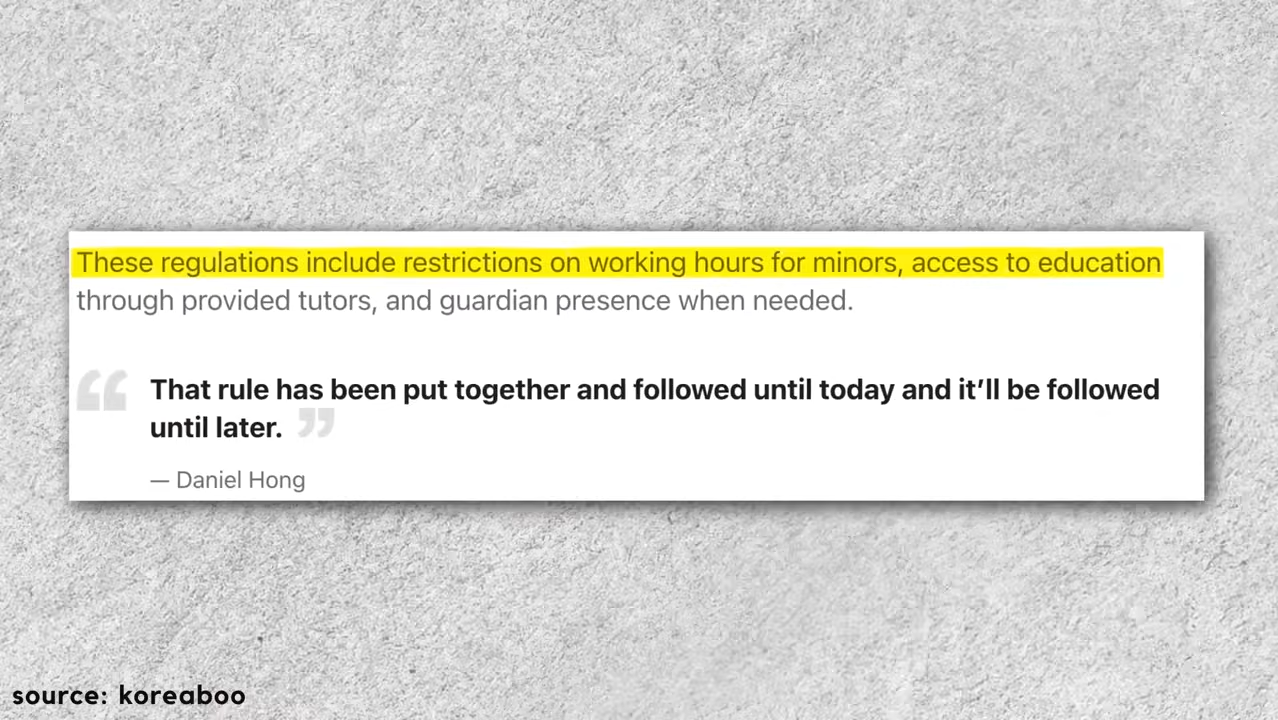 These regulations include restrictions on working hours for minors, access to education
through provided tutors, and guardian presence when needed.
“ That rule has been put together and followed until today and it’ll be followed
until later. ”
— Daniel Hong
source: koreaboo